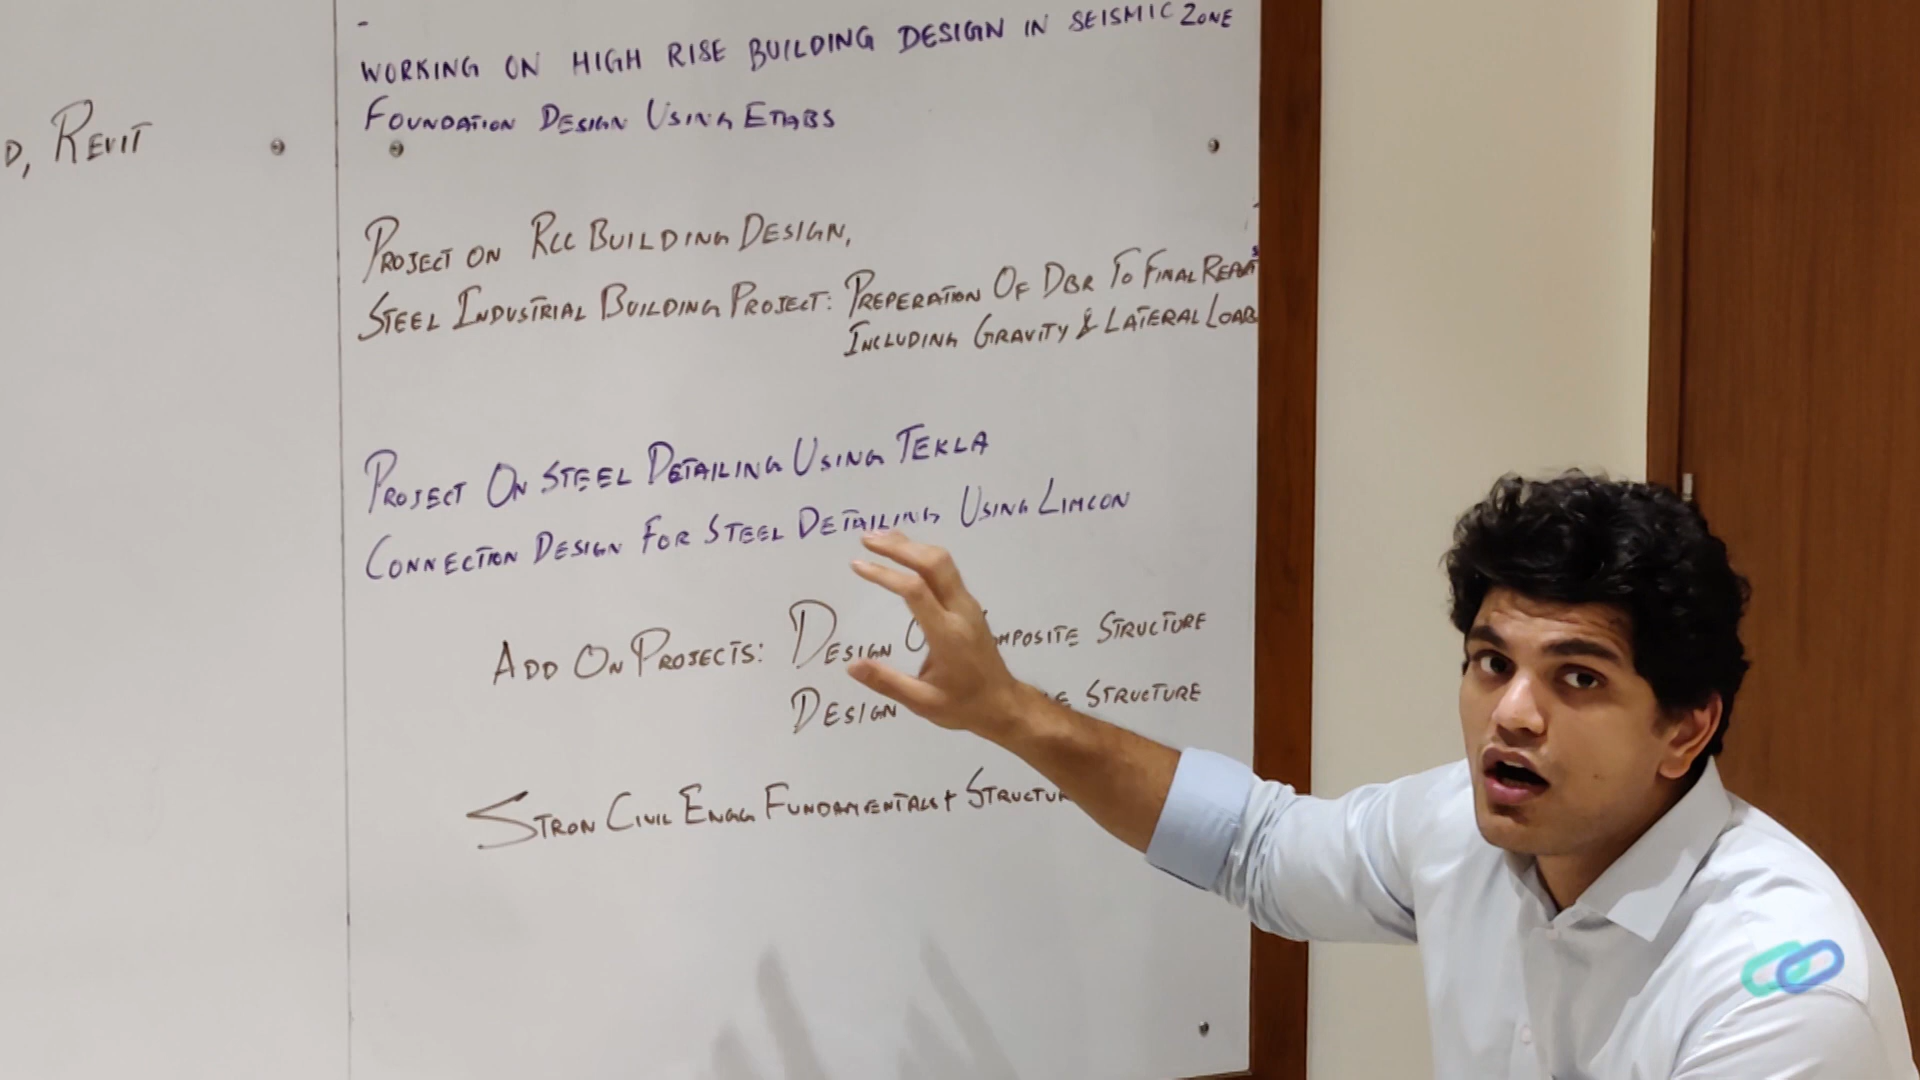 D, REVIT
WORKING ON HIGH RISE BUILDING DESIGN IN SEISMIC ZONE
FOUNDATION DESIGN USING ETABS
PROJECT ON RCC BUILDING DESIGN,
STEEL INDUSTRIAL BUILDING PROJECT: PREPERATION OF DBR TO FINAL REPORT
INCLUDING GRAVITY & LATERAL LOAD
PROJECT ON STEEL DETAILING USING TEKLA
CONNECTION DESIGN FOR STEEL DETAILING USING LIMCON
ADD ON PROJECTS: DESIGN MPOSITE STRUCTURE
DESIGN STRUCTURE
STRON CIVIL ENGG FUNDAMENTALS + STRUCTU